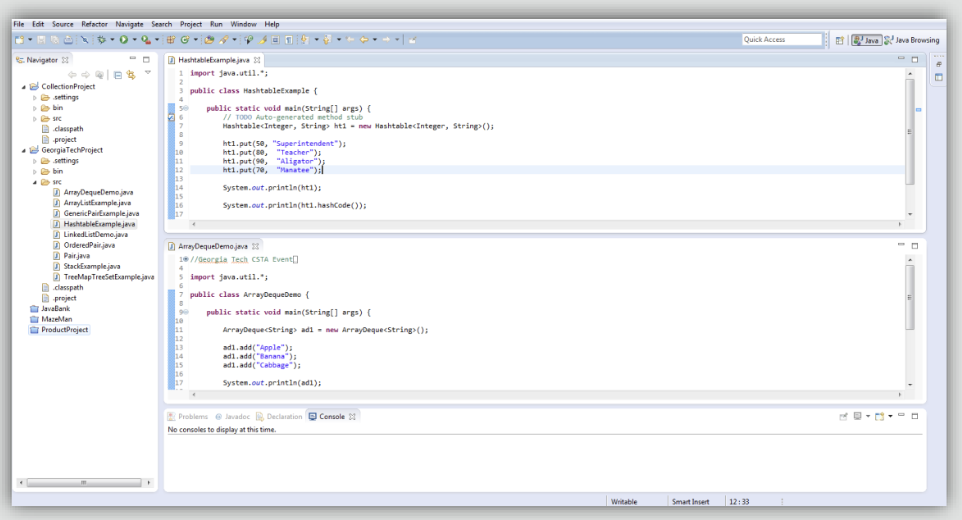 File Edit Source Refactor Navigate Search Project Run Window Help
Quick Access
Java
Java Browsing
Navigator
CollectionProject
.settings
bin
src
.classpath
.project
GeorgiaTechProject
.settings
bin
src
ArrayDequeDemo.java
ArrayListExample.java
GenericPairExample.java
HashtableExample.java
LinkedListDemo.java
OrderedPair.java
Pair.java
StackExample.java
TreeMapTreeSetExample.java
.classpath
.project
JavaBank
MazeMan
ProductProject
HashtableExample.java
1 import java.util.*;
2
3 public class HashtableExample {
4
5 public static void main(String[] args) {
6 // TODO Auto-generated method stub
7 Hashtable<Integer, String> ht1 = new Hashtable<Integer, String>();
8
9 ht1.put(50, "Superintendent");
10 ht1.put(80, "Teacher");
11 ht1.put(90, "Aligator");
12 ht1.put(70, "Manatee");
13
14 System.out.println(ht1);
15
16 System.out.println(ht1.hashCode());
17
ArrayDequeDemo.java
1 //Georgia Tech CSTA Event
4
5 import java.util.*;
6
7 public class ArrayDequeDemo {
8
9 public static void main(String[] args) {
10
11 ArrayDeque<String> ad1 = new ArrayDeque<String>();
12
13 ad1.add("Apple");
14 ad1.add("Banana");
15 ad1.add("Cabbage");
16
17 System.out.println(ad1);
Problems Javadoc Declaration Console
No consoles to display at this time.
Writable Smart Insert 12:33